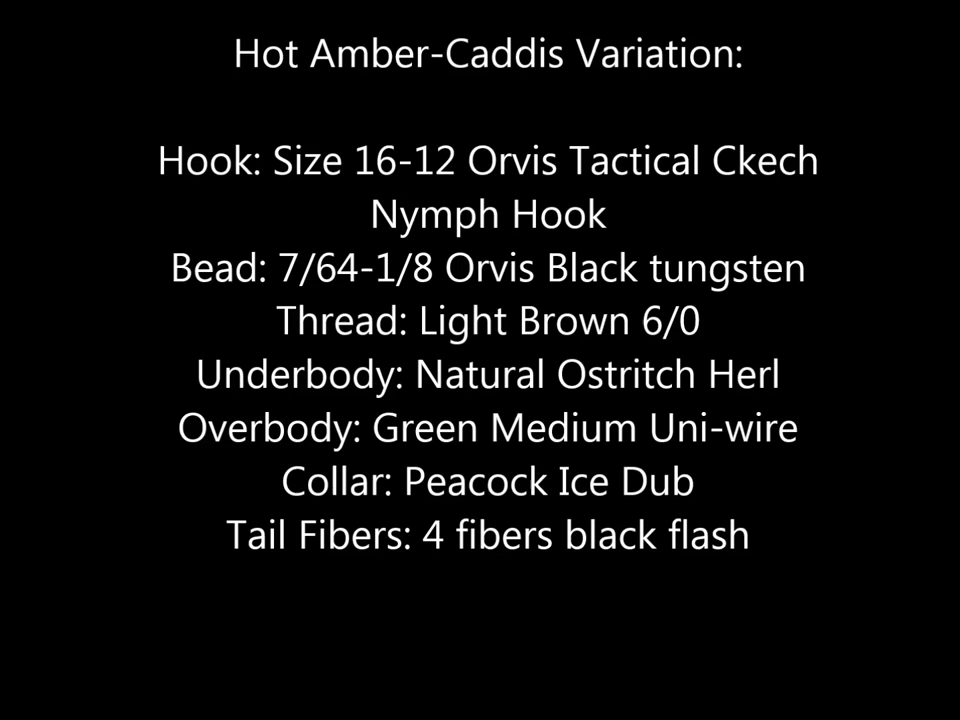 Hot Amber-Caddis Variation:
Hook: Size 16-12 Orvis Tactical Ckech
Nymph Hook
Bead: 7/64-1/8 Orvis Black tungsten
Thread: Light Brown 6/0
Underbody: Natural Ostritch Herl
Overbody: Green Medium Uni-wire
Collar: Peacock Ice Dub
Tail Fibers: 4 fibers black flash